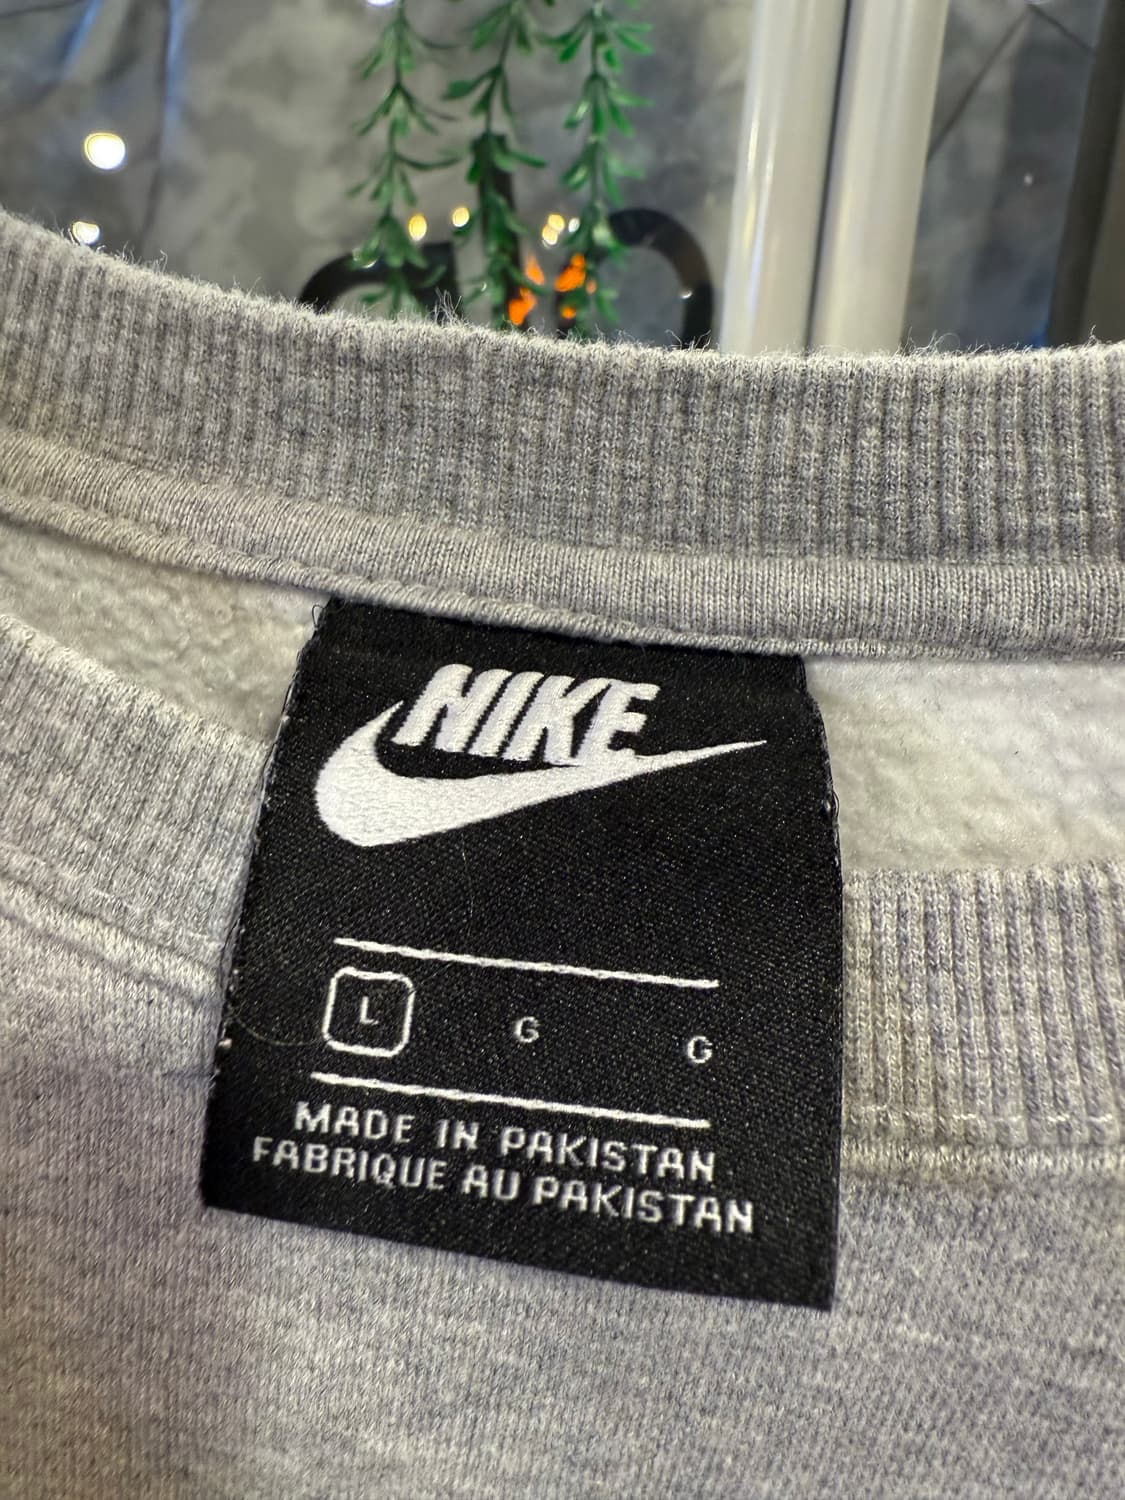 NIKE
L G G
MADE IN PAKISTAN
FABRIQUE AU PAKISTAN